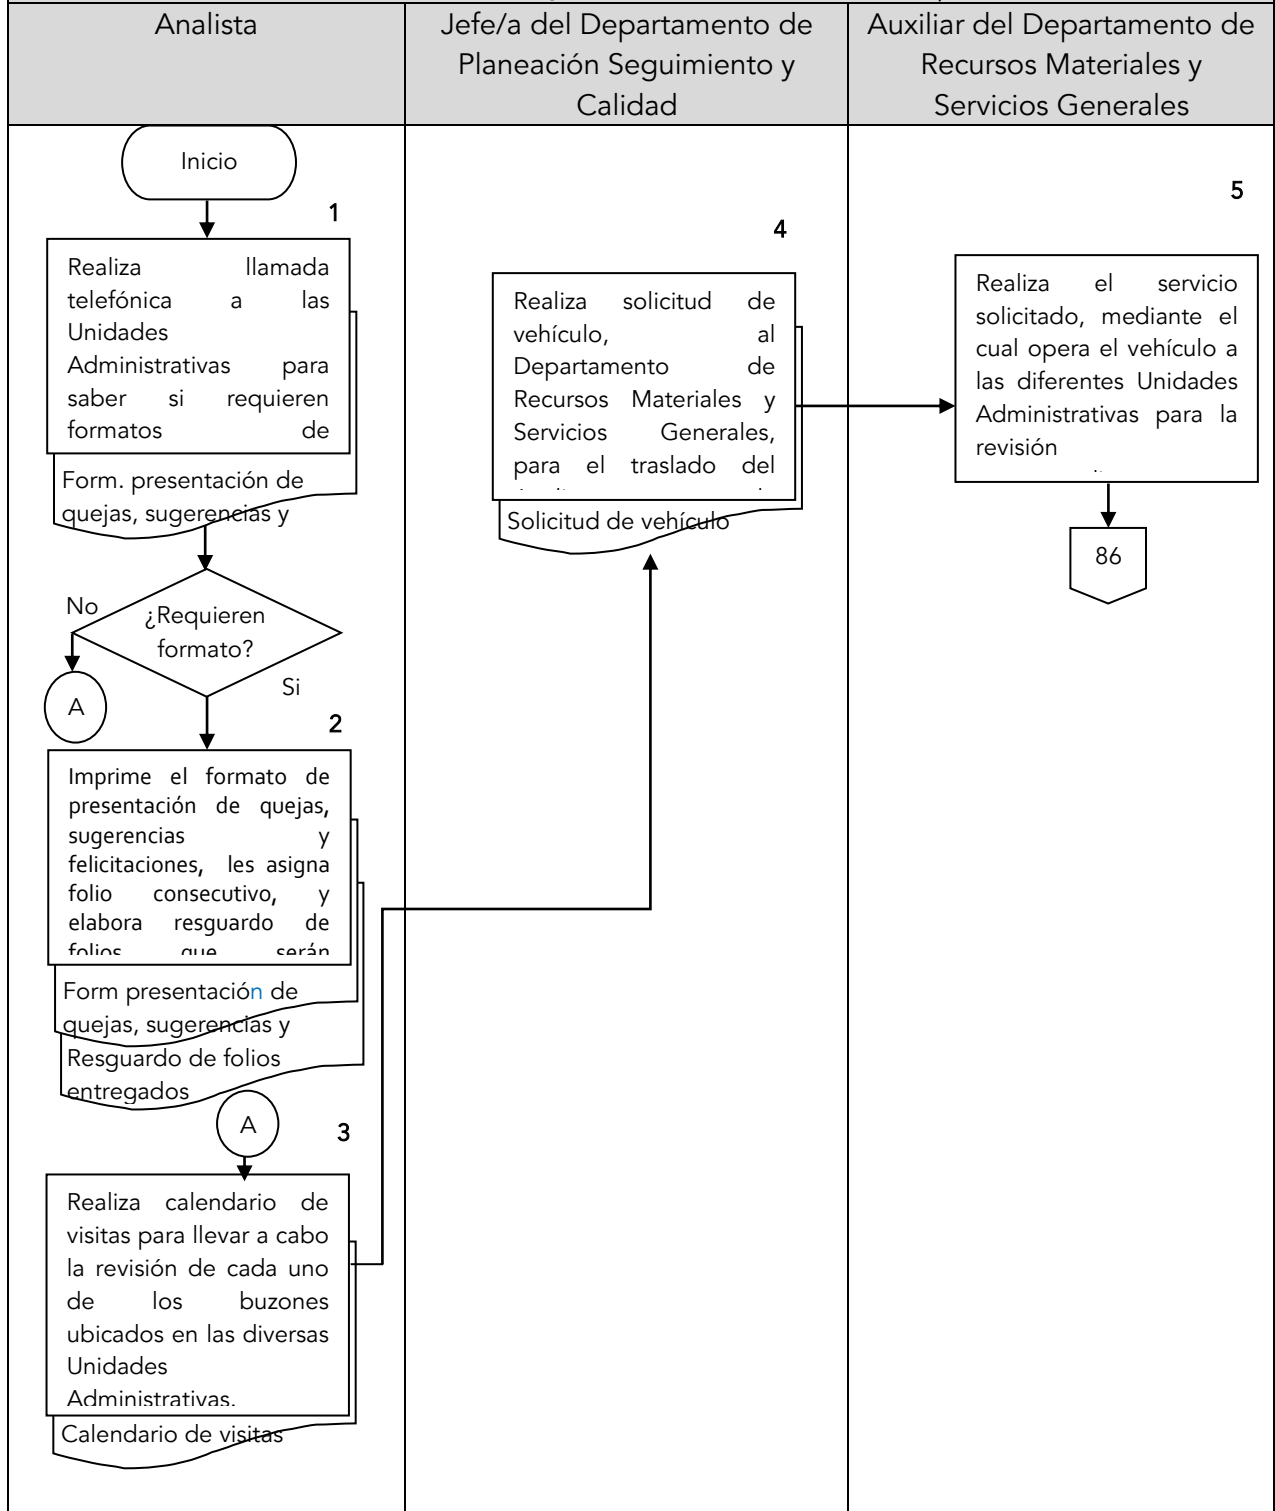 Analista
Jefe/a del Departamento de
Planeación Seguimiento y
Calidad
Auxiliar del Departamento de
Recursos Materiales y
Servicios Generales
Inicio
1
Realiza llamada
telefónica a las
Unidades
Administrativas para
saber si requieren
formatos de
Form. presentación de
quejas, sugerencias y
¿Requieren
formato?
No
A
Si
2
Imprime el formato de
presentación de quejas,
sugerencias y
felicitaciones, les asigna
folio consecutivo, y
elabora resguardo de
folios que serán
Form presentación de
quejas, sugerencias y
Resguardo de folios
entregados
A
3
Realiza calendario de
visitas para llevar a cabo
la revisión de cada uno
de los buzones
ubicados en las diversas
Unidades
Administrativas.
Calendario de visitas
4
Realiza solicitud de
vehículo, al
Departamento de
Recursos Materiales y
Servicios Generales,
para el traslado del
Solicitud de vehículo
5
Realiza el servicio
solicitado, mediante el
cual opera el vehículo a
las diferentes Unidades
Administrativas para la
revisión
86